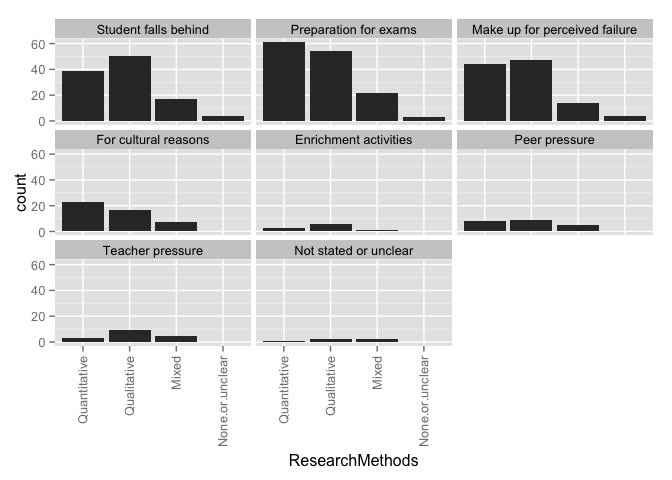 Student falls behind
Preparation for exams
Make up for perceived failure
60
40
20
0
For cultural reasons
Enrichment activities
Peer pressure
60
40
20
0
count
Teacher pressure
Not stated or unclear
60
40
20
0
Quantitative
Qualitative
Mixed
None.or.unclear
Quantitative
Qualitative
Mixed
None.or.unclear
ResearchMethods